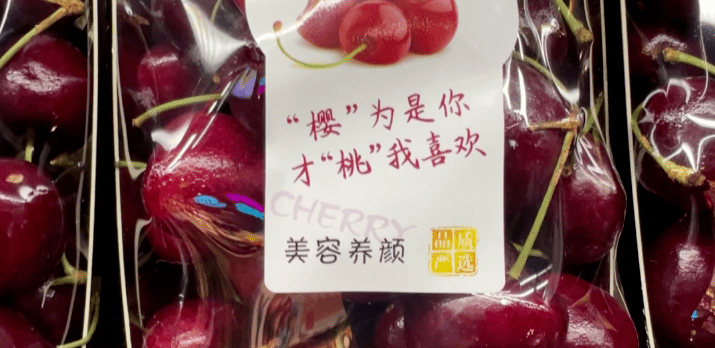 “樱”为是你
才“桃”我喜欢
CHERRY
美容养颜
品质
严选